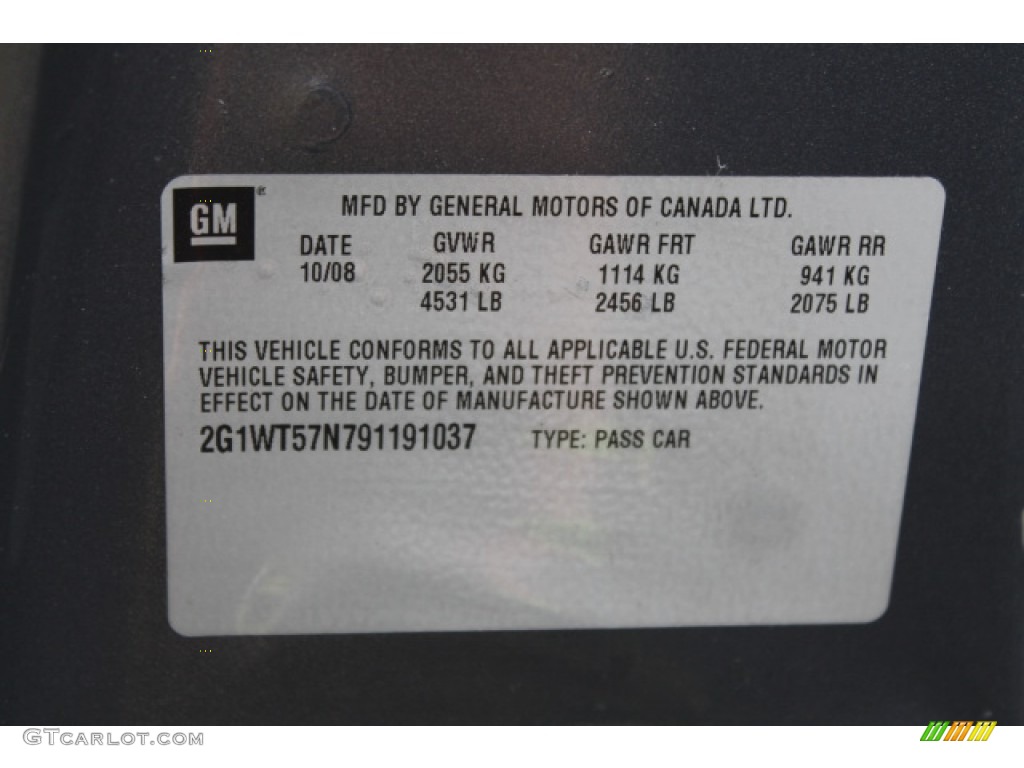 GM ®
MFD BY GENERAL MOTORS OF CANADA LTD.
DATE GVWR GAWR FRT GAWR RR
10/08 2055 KG 1114 KG 941 KG
4531 LB 2456 LB 2075 LB
THIS VEHICLE CONFORMS TO ALL APPLICABLE U.S. FEDERAL MOTOR
VEHICLE SAFETY, BUMPER, AND THEFT PREVENTION STANDARDS IN
EFFECT ON THE DATE OF MANUFACTURE SHOWN ABOVE.
2G1WT57N791191037 TYPE: PASS CAR
GTCARLOT.COM